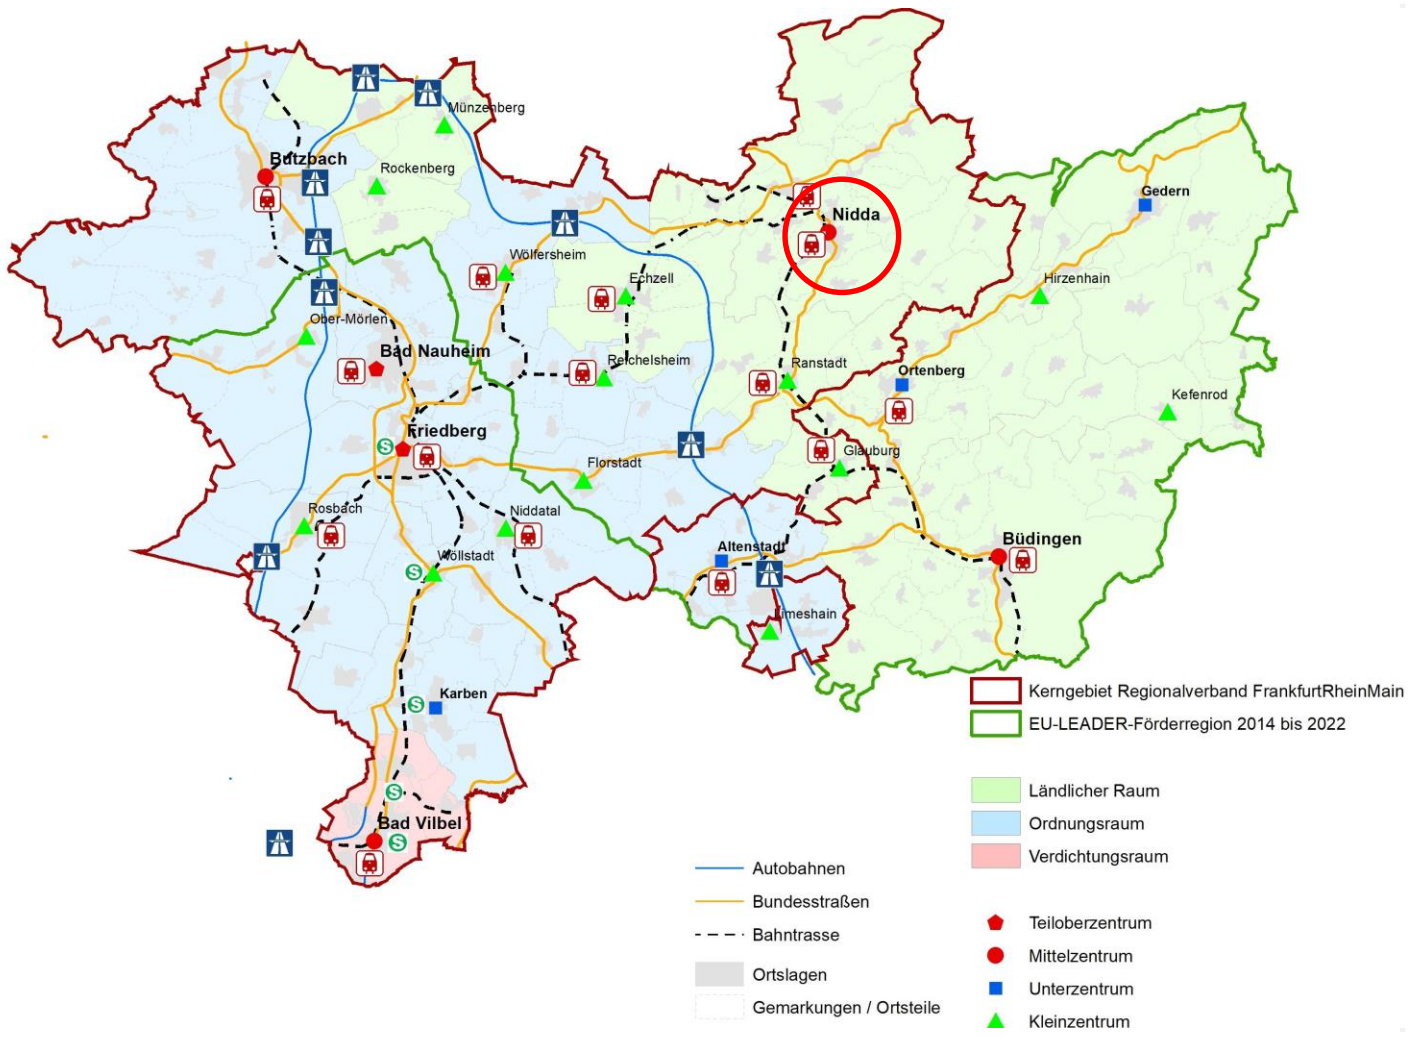 Münzenberg
Butzbach
Rockenberg
Gedern
Nidda
Wölfersheim
Echzell
Hirzenhain
Ober-Mörlen
Bad Nauheim
Reichelsheim
Ranstadt
Ortenberg
Kefenrod
Friedberg
S
Glauburg
Florstadt
Rosbach
Niddatal
Altenstadt
Büdingen
Wöllstadt
S
Limeshain
Karben
S
Kerngebiet Regionalverband FrankfurtRheinMain
EU-LEADER-Förderregion 2014 bis 2022
S
Ländlicher Raum
Bad Vilbel
Ordnungsraum
S
Verdichtungsraum
Autobahnen
Bundesstraßen
Bahntrasse
Ortslagen
Gemarkungen / Ortsteile
Teiloberzentrum
Mittelzentrum
Unterzentrum
Kleinzentrum